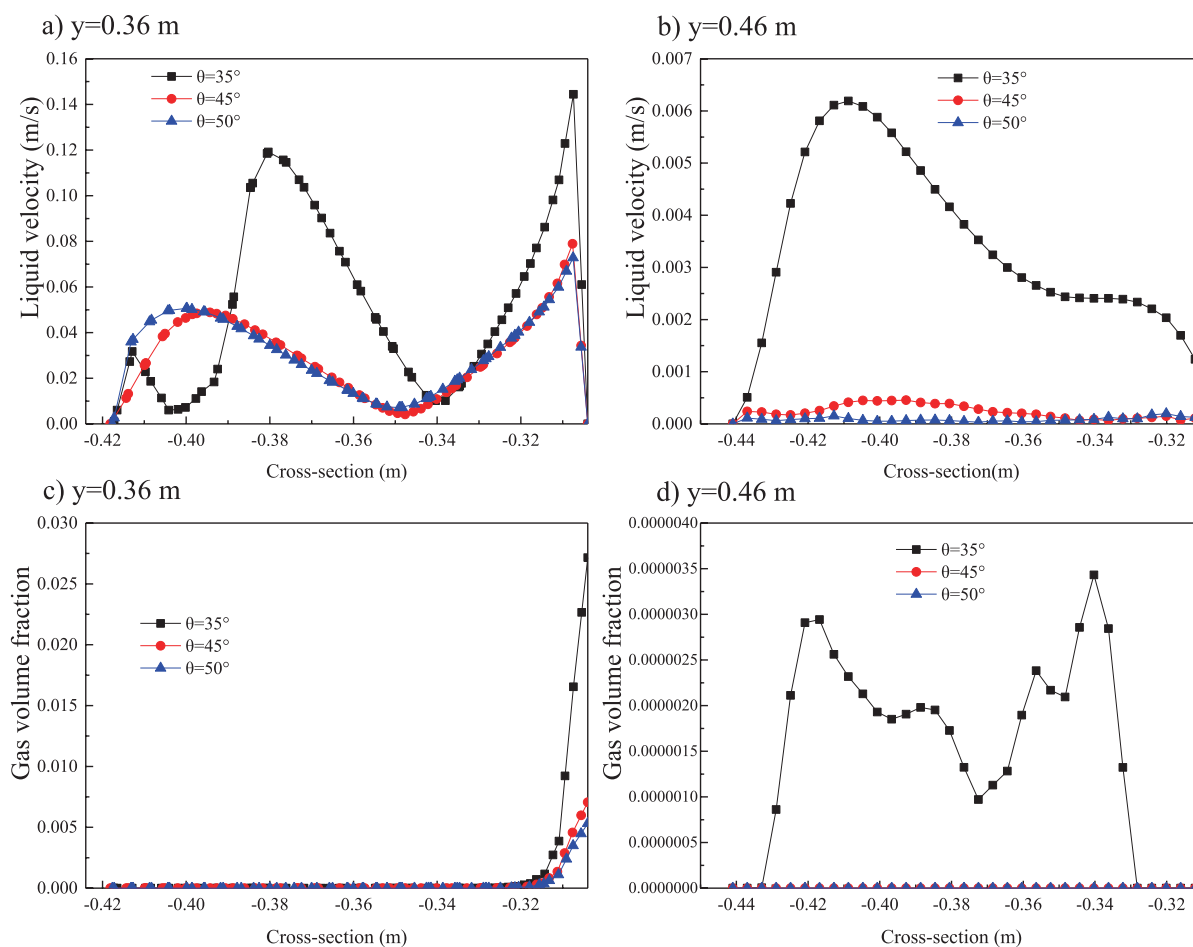 a) y=0.36 m
0.16
0.14
0.12
0.10
0.08
0.06
0.04
0.02
0.00
Liquid velocity (m/s)
θ=35°
θ=45°
θ=50°
-0.42 -0.40 -0.38 -0.36 -0.34 -0.32
Cross-section (m)
b) y=0.46 m
0.007
0.006
0.005
0.004
0.003
0.002
0.001
0.000
Liquid velocity (m/s)
θ=35°
θ=45°
θ=50°
-0.44 -0.42 -0.40 -0.38 -0.36 -0.34 -0.32
Cross-section(m)
c) y=0.36 m
0.030
0.025
0.020
0.015
0.010
0.005
0.000
Gas volume fraction
θ=35°
θ=45°
θ=50°
-0.42 -0.40 -0.38 -0.36 -0.34 -0.32
Cross-section (m)
d) y=0.46 m
0.0000040
0.0000035
0.0000030
0.0000025
0.0000020
0.0000015
0.0000010
0.0000005
0.0000000
Gas volume fraction
θ=35°
θ=45°
θ=50°
-0.44 -0.42 -0.40 -0.38 -0.36 -0.34 -0.32
Cross-section (m)